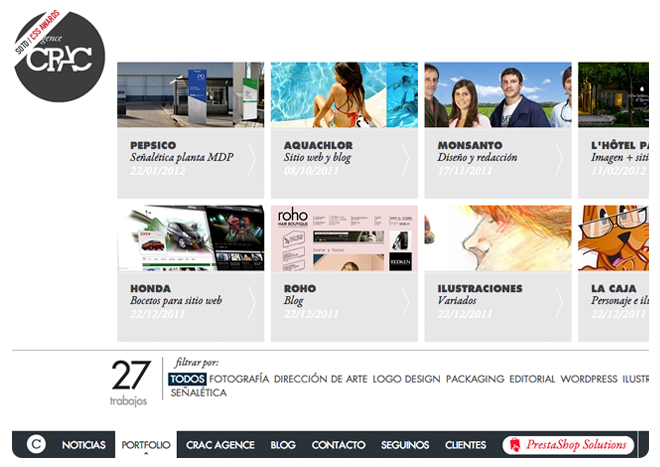 SOTD / CSS AWARDS
agence
CRAC
PEPSICO
Señalética planta MDP
22/01/2012
AQUACHLOR
Sitio web y blog
08/10/2011
MONSANTO
Diseño y redacción
17/11/2011
L'HÔTEL PA
Imagen + siti
11/02/2012
HONDA
Bocetos para sitio web
22/12/2011
roho
HAIR BOUTIQUE
REDKEN
ROHO
Blog
22/12/2011
ILUSTRACIONES
Variados
22/12/2011
LA CAJA
Personaje e ilu
22/12/2011
27
trabajos
filtrar por:
TODOS FOTOGRAFÍA DIRECCIÓN DE ARTE LOGO DESIGN PACKAGING EDITORIAL WORDPRESS ILUSTR
SEÑALÉTICA
C NOTICIAS PORTFOLIO CRAC AGENCE BLOG CONTACTO SEGUINOS CLIENTES PrestaShop Solutions